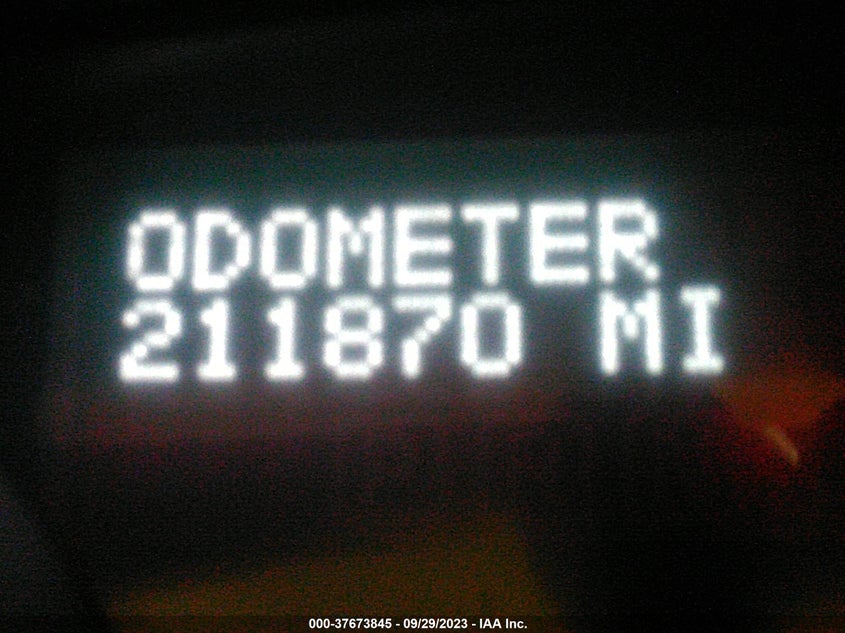 ODOMETER
211870 MI
000-37673845 - 09/29/2023 - IAA Inc.